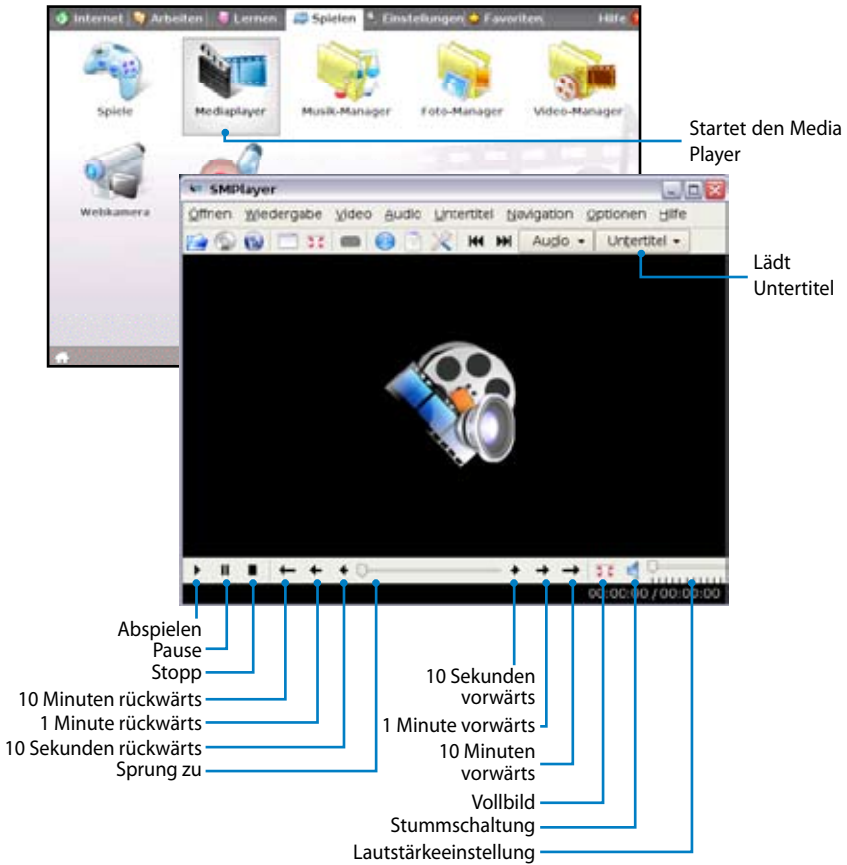 Internet Arbeiten Lernen Spielen Einstellungen Favoriten Hilfe
Spiele Mediaplayer Musik-Manager Foto-Manager Video-Manager
Startet den Media
Player
Webkamera
SMPlayer
Öffnen Wiedergabe Video Audio Untertitel Navigation Optionen Hilfe
Audio Untertitel
Lädt
Untertitel
00:00:00 / 00:00:00
Abspielen
Pause
Stopp
10 Minuten rückwärts
1 Minute rückwärts
10 Sekunden rückwärts
Sprung zu
10 Sekunden
vorwärts
1 Minute vorwärts
10 Minuten
vorwärts
Vollbild
Stummschaltung
Lautstärkeeinstellung